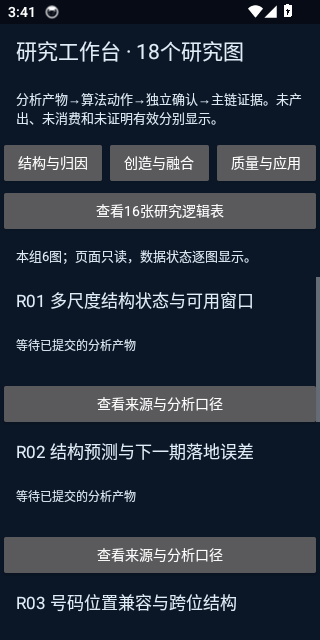 3:41
研究工作台 · 18个研究图
分析产物→算法动作→独立确认→主链证据。未产
出、未消费和未证明有效分别显示。
结构与归因
创造与融合
质量与应用
查看16张研究逻辑表
本组6图；页面只读，数据状态逐图显示。
R01 多尺度结构状态与可用窗口
等待已提交的分析产物
查看来源与分析口径
R02 结构预测与下一期落地误差
等待已提交的分析产物
查看来源与分析口径
R03 号码位置兼容与跨位结构